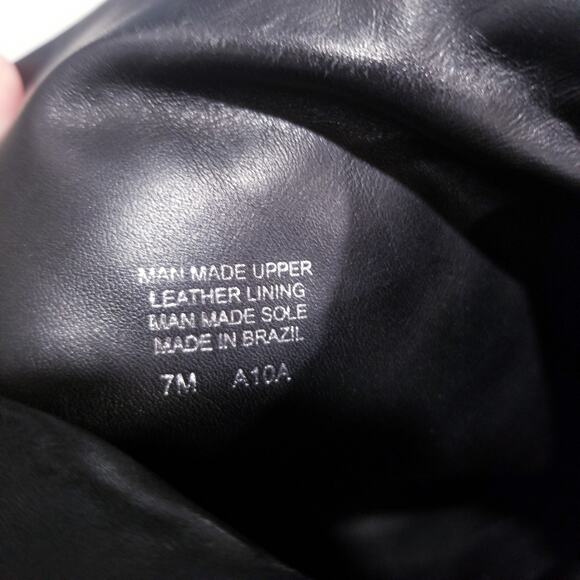 MAN MADE UPPER
LEATHER LINING
MAN MADE SOLE
MADE IN BRAZIL
7M A10A